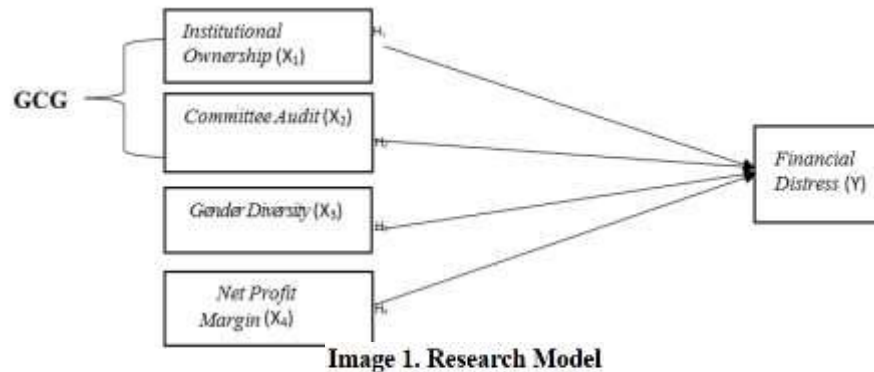 Institutional
Ownership (X₁)
H₁
GCG
Committee Audit (X₂)
H₂
Financial
Distress (Y)
Gender Diversity (X₃)
H₃
Net Profit
Margin (X₄)
H₄
Image 1. Research Model